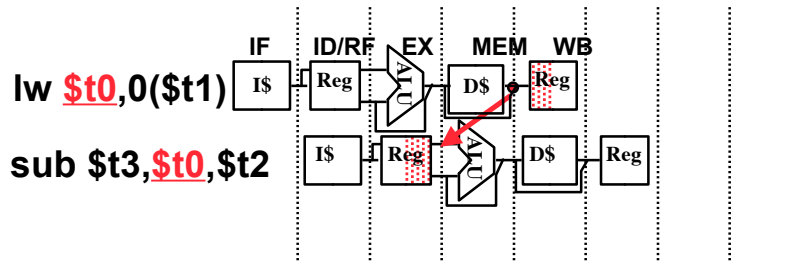 IF ID/RF EX MEM WB
lw $t0,0($t1) I$ Reg ALU D$ Reg
sub $t3,$t0,$t2 I$ Reg ALU D$ Reg